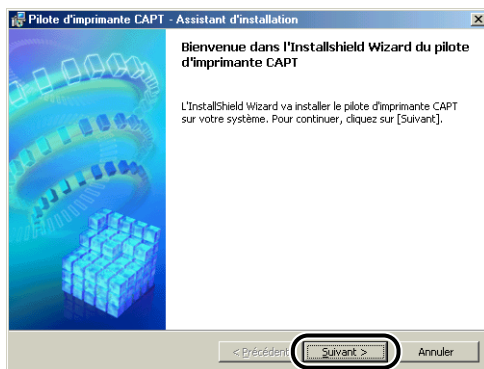 Pilote d'imprimante CAPT - Assistant d'installation
Bienvenue dans l'Installshield Wizard du pilote
d'imprimante CAPT
L'InstallShield Wizard va installer le pilote d'imprimante CAPT
sur votre système. Pour continuer, cliquez sur [Suivant].
< Précédent
Suivant >
Annuler